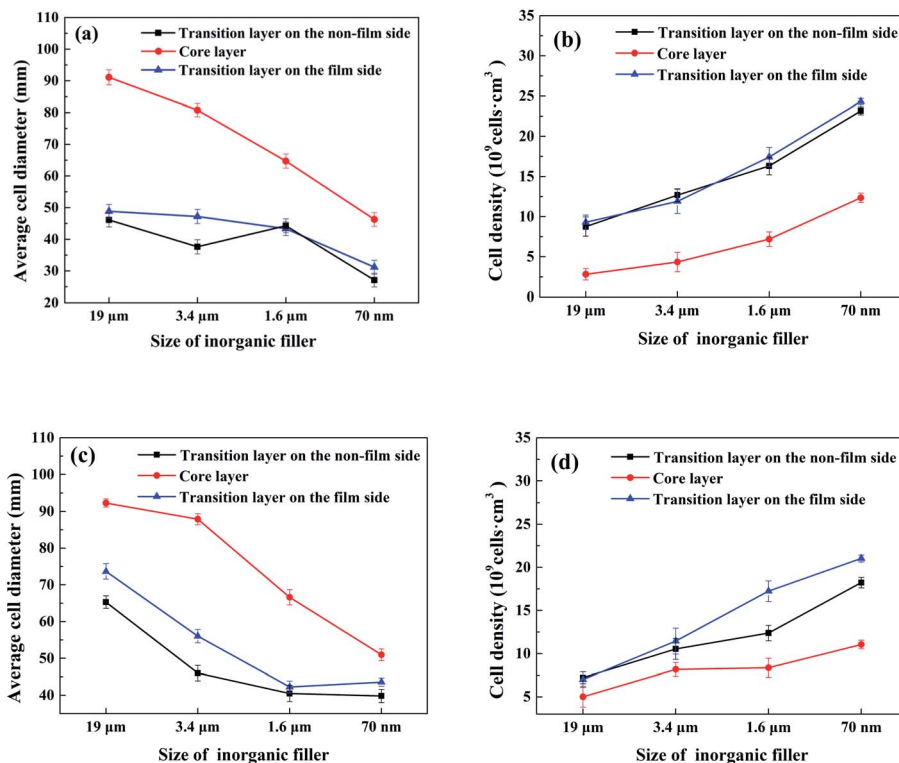 (a)
Transition layer on the non-film side
Core layer
Transition layer on the film side
Average cell diameter (mm)
110
100
90
80
70
60
50
40
30
20
19 μm 3.4 μm 1.6 μm 70 nm
Size of inorganic filler
(b)
Transition layer on the non-film side
Core layer
Transition layer on the film side
Cell density (10⁹cells·cm³)
35
30
25
20
15
10
5
0
19 μm 3.4 μm 1.6 μm 70 nm
Size of inorganic filler
(c)
Transition layer on the non-film side
Core layer
Transition layer on the film side
Average cell diameter (mm)
110
100
90
80
70
60
50
40
19 μm 3.4 μm 1.6 μm 70 nm
Size of inorganic filler
(d)
Transition layer on the non-film side
Core layer
Transition layer on the film side
Cell density (10⁹cells·cm³)
35
30
25
20
15
10
5
19 μm 3.4 μm 1.6 μm 70 nm
Size of inorganic filler